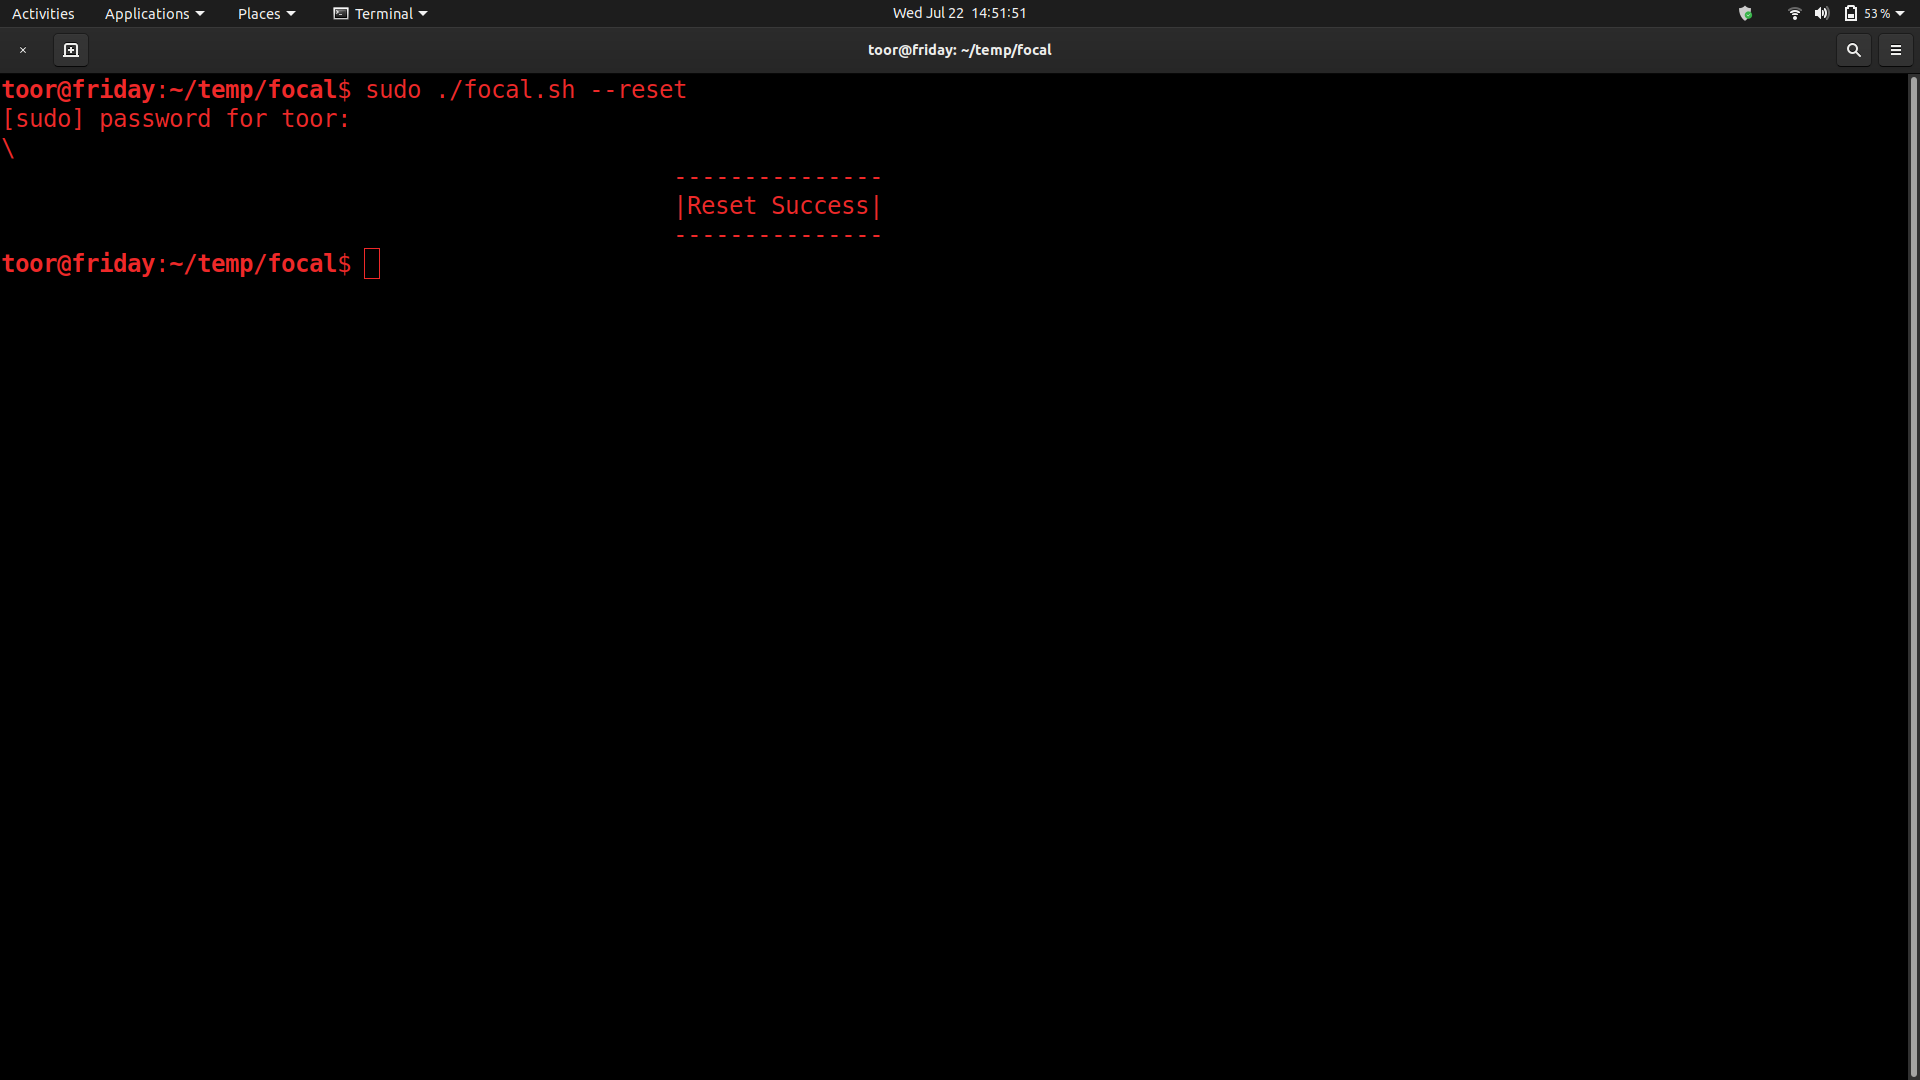 Activities Applications Places Terminal Wed Jul 22 14:51:51 53 %
toor@friday: ~/temp/focal
toor@friday:~/temp/focal$ sudo ./focal.sh --reset
[sudo] password for toor:
\
---------------
|Reset Success|
---------------
toor@friday:~/temp/focal$